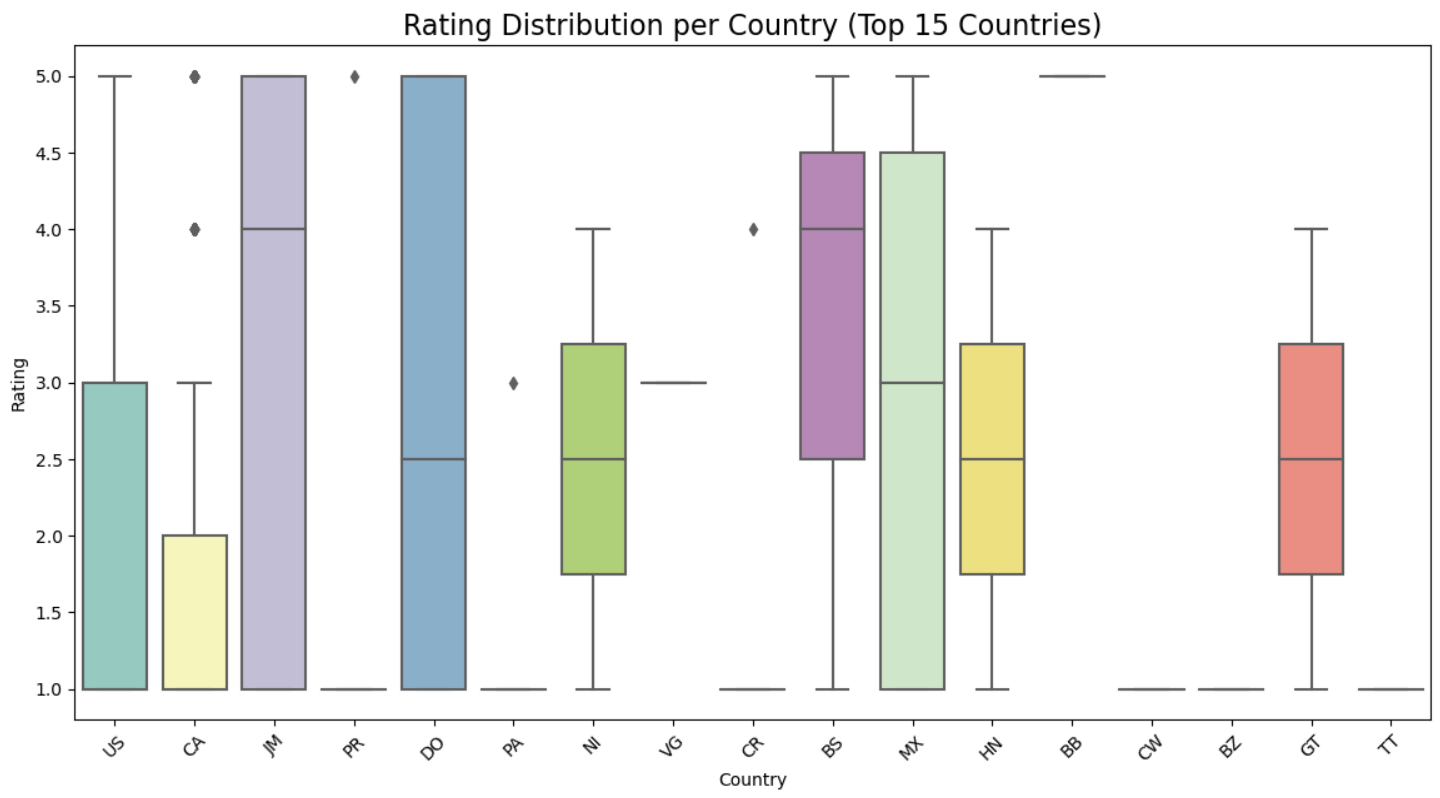 Rating Distribution per Country (Top 15 Countries)
Rating
5.0
4.5
4.0
3.5
3.0
2.5
2.0
1.5
1.0
US CA JM PR DO PA NI VG CR BS MX HN BB CW BZ GT TT
Country